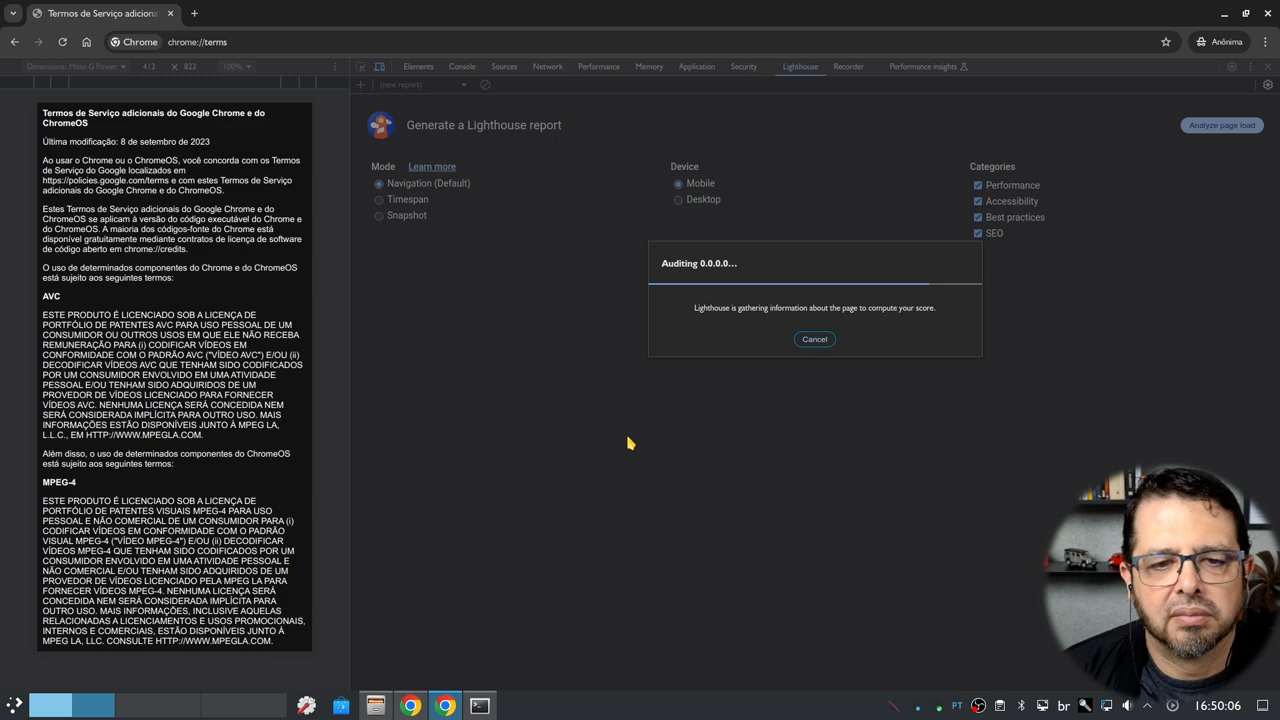 Termos de Serviço adiciona
Chrome
chrome://terms
Anônima
Dimensions: Moto G Power
412
×
823
100%
Elements
Console
Sources
Network
Performance
Memory
Application
Security
Lighthouse
Recorder
Performance insights
(new report)
Generate a Lighthouse report
Analyze page load
Mode
Learn more
Navigation (Default)
Timespan
Snapshot
Device
Mobile
Desktop
Categories
Performance
Accessibility
Best practices
SEO
Auditing 0.0.0.0...
Lighthouse is gathering information about the page to compute your score.
Cancel
Termos de Serviço adicionais do Google Chrome e do
ChromeOS
Última modificação: 8 de setembro de 2023
Ao usar o Chrome ou o ChromeOS, você concorda com os Termos
de Serviço do Google localizados em
https://policies.google.com/terms e com estes Termos de Serviço
adicionais do Google Chrome e do ChromeOS.
Estes Termos de Serviço adicionais do Google Chrome e do
ChromeOS se aplicam à versão do código executável do Chrome e
do ChromeOS. A maioria dos códigos-fonte do Chrome está
disponível gratuitamente mediante contratos de licença de software
de código aberto em chrome://credits.
O uso de determinados componentes do Chrome e do ChromeOS
está sujeito aos seguintes termos:
AVC
ESTE PRODUTO É LICENCIADO SOB A LICENÇA DE
PORTFÓLIO DE PATENTES AVC PARA USO PESSOAL DE UM
CONSUMIDOR OU OUTROS USOS EM QUE ELE NÃO RECEBA
REMUNERAÇÃO PARA (i) CODIFICAR VÍDEOS EM
CONFORMIDADE COM O PADRÃO AVC ("VÍDEO AVC") E/OU (ii)
DECODIFICAR VÍDEOS AVC QUE TENHAM SIDO CODIFICADOS
POR UM CONSUMIDOR ENVOLVIDO EM UMA ATIVIDADE
PESSOAL E/OU TENHAM SIDO ADQUIRIDOS DE UM
PROVEDOR DE VÍDEOS LICENCIADO PARA FORNECER
VÍDEOS AVC. NENHUMA LICENÇA SERÁ CONCEDIDA NEM
SERÁ CONSIDERADA IMPLÍCITA PARA OUTRO USO. MAIS
INFORMAÇÕES ESTÃO DISPONÍVEIS JUNTO À MPEG LA,
L.L.C., EM HTTP://WWW.MPEGLA.COM.
Além disso, o uso de determinados componentes do ChromeOS
está sujeito aos seguintes termos:
MPEG-4
ESTE PRODUTO É LICENCIADO SOB A LICENÇA DE
PORTFÓLIO DE PATENTES VISUAIS MPEG-4 PARA USO
PESSOAL E NÃO COMERCIAL DE UM CONSUMIDOR PARA (i)
CODIFICAR VÍDEOS EM CONFORMIDADE COM O PADRÃO
VISUAL MPEG-4 ("VÍDEO MPEG-4") E/OU (ii) DECODIFICAR
VÍDEOS MPEG-4 QUE TENHAM SIDO CODIFICADOS POR UM
CONSUMIDOR ENVOLVIDO EM UMA ATIVIDADE PESSOAL E
NÃO COMERCIAL E/OU TENHAM SIDO ADQUIRIDOS DE UM
PROVEDOR DE VÍDEOS LICENCIADO PELA MPEG LA PARA
FORNECER VÍDEOS MPEG-4. NENHUMA LICENÇA SERÁ
CONCEDIDA NEM SERÁ CONSIDERADA IMPLÍCITA PARA
OUTRO USO. MAIS INFORMAÇÕES, INCLUSIVE AQUELAS
RELACIONADAS A LICENCIAMENTOS E USOS PROMOCIONAIS,
INTERNOS E COMERCIAIS, ESTÃO DISPONÍVEIS JUNTO À
MPEG LA, LLC. CONSULTE HTTP://WWW.MPEGLA.COM.
PT
br
16:50:06